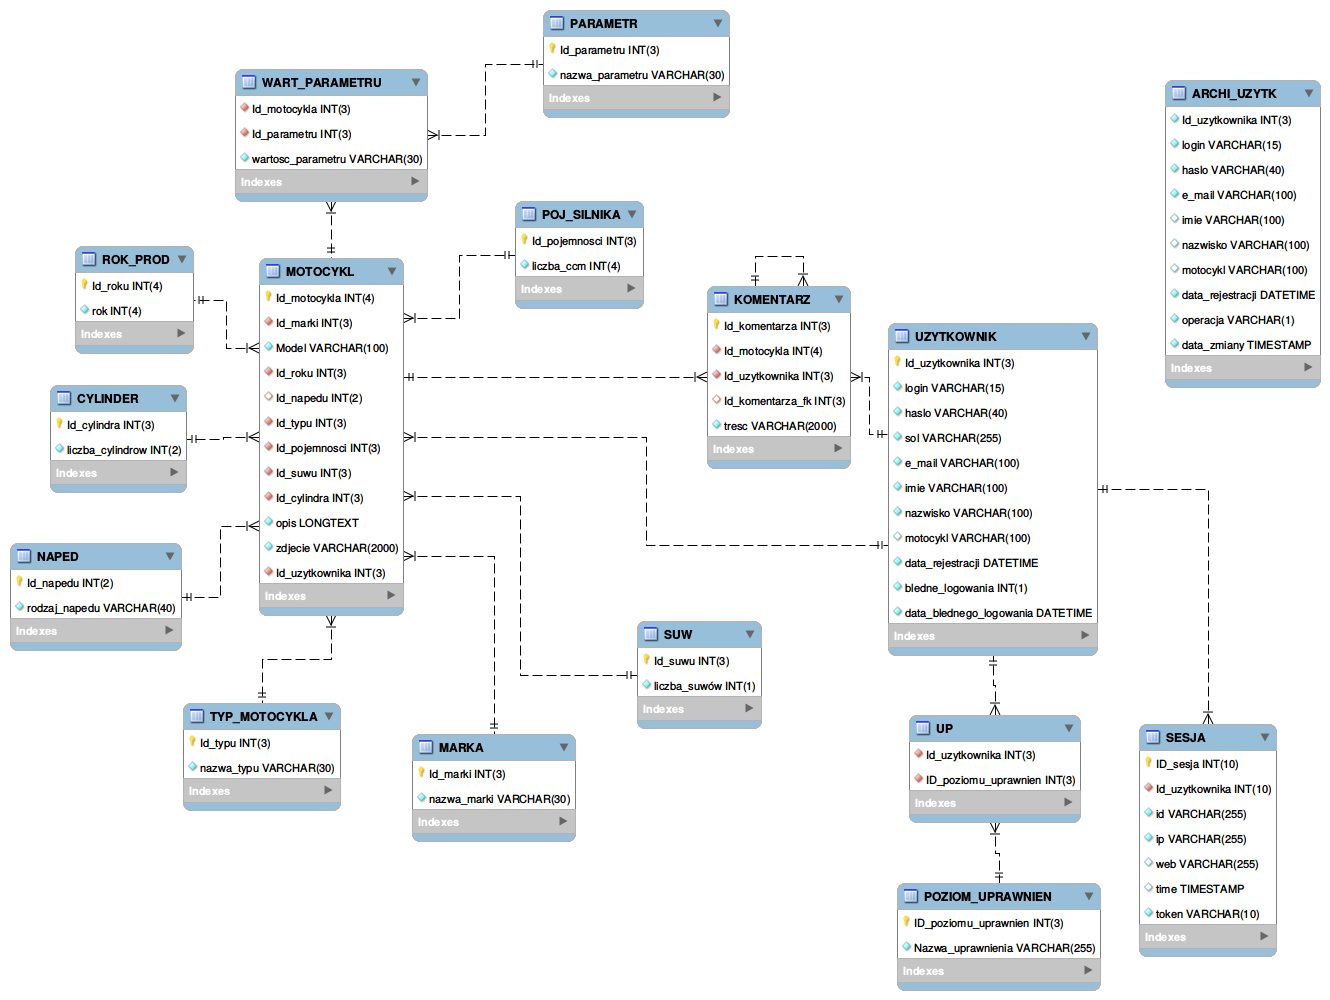 PARAMETR
Id_parametru INT(3)
nazwa_parametru VARCHAR(30)
Indexes
WART_PARAMETRU
Id_motocykla INT(3)
Id_parametru INT(3)
wartosc_parametru VARCHAR(30)
Indexes
ARCHI_UZYTK
Id_uzytkownika INT(3)
login VARCHAR(15)
haslo VARCHAR(40)
e_mail VARCHAR(100)
imie VARCHAR(100)
nazwisko VARCHAR(100)
motocykl VARCHAR(100)
data_rejestracji DATETIME
operacja VARCHAR(1)
data_zmiany TIMESTAMP
Indexes
POJ_SILNIKA
Id_pojemnosci INT(3)
liczba_ccm INT(4)
Indexes
ROK_PROD
Id_roku INT(4)
rok INT(4)
Indexes
MOTOCYKL
Id_motocykla INT(4)
Id_marki INT(3)
Model VARCHAR(100)
Id_roku INT(3)
Id_napedu INT(2)
Id_typu INT(3)
Id_pojemnosci INT(3)
Id_suwu INT(3)
Id_cylindra INT(3)
opis LONGTEXT
zdjecie VARCHAR(2000)
Id_uzytkownika INT(3)
Indexes
KOMENTARZ
Id_komentarza INT(3)
Id_motocykla INT(4)
Id_uzytkownika INT(3)
Id_komentarza_fk INT(3)
tresc VARCHAR(2000)
Indexes
UZYTKOWNIK
Id_uzytkownika INT(3)
login VARCHAR(15)
haslo VARCHAR(40)
sol VARCHAR(255)
e_mail VARCHAR(100)
imie VARCHAR(100)
nazwisko VARCHAR(100)
motocykl VARCHAR(100)
data_rejestracji DATETIME
bledne_logowania INT(1)
data_blednego_logowania DATETIME
Indexes
CYLINDER
Id_cylindra INT(3)
liczba_cylindrow INT(2)
Indexes
NAPED
Id_napedu INT(2)
rodzaj_napedu VARCHAR(40)
Indexes
SUW
Id_suwu INT(3)
liczba_suwów INT(1)
Indexes
TYP_MOTOCYKLA
Id_typu INT(3)
nazwa_typu VARCHAR(30)
Indexes
MARKA
Id_marki INT(3)
nazwa_marki VARCHAR(30)
Indexes
UP
Id_uzytkownika INT(3)
ID_poziomu_uprawnien INT(3)
Indexes
SESJA
ID_sesja INT(10)
Id_uzytkownika INT(10)
id VARCHAR(255)
ip VARCHAR(255)
web VARCHAR(255)
time TIMESTAMP
token VARCHAR(10)
Indexes
POZIOM_UPRAWNIEN
ID_poziomu_uprawnien INT(3)
Nazwa_uprawnienia VARCHAR(255)
Indexes